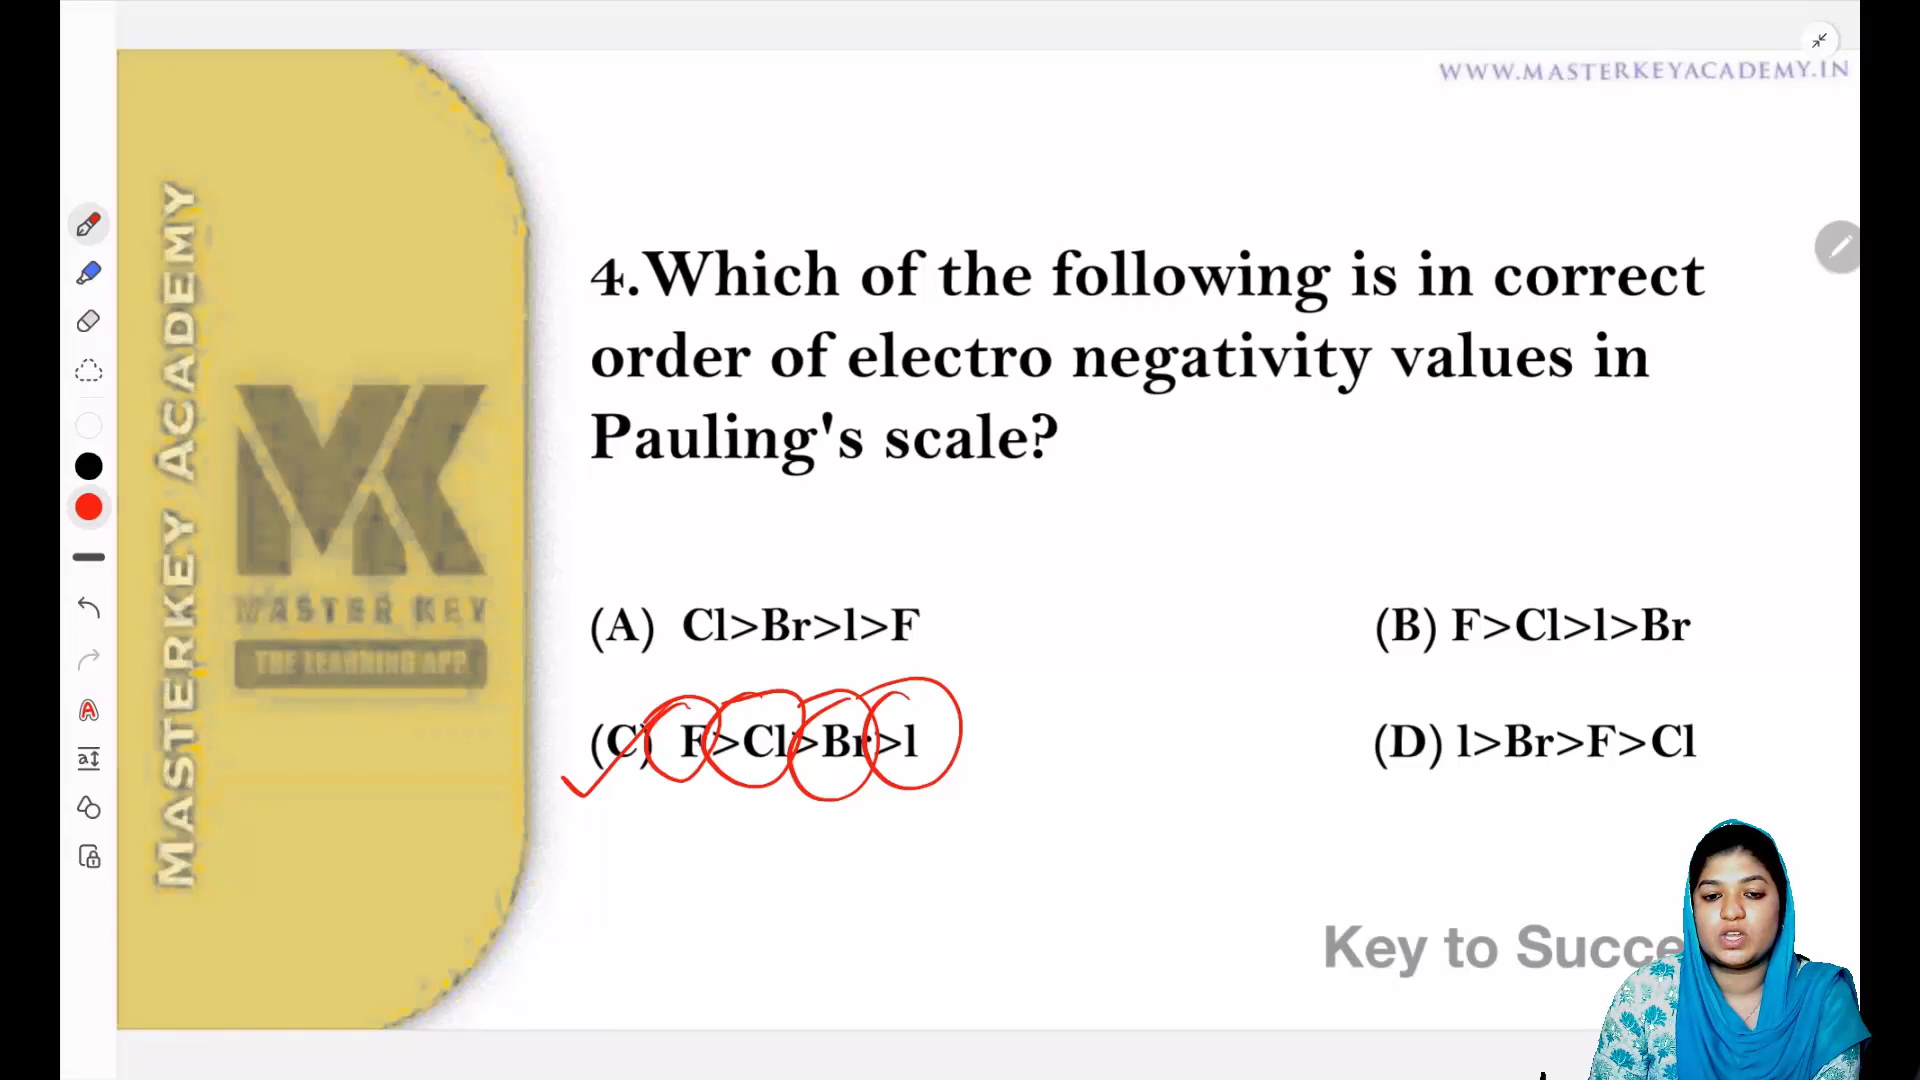 WWW.MASTERKEYACADEMY.IN
MASTERKEY ACADEMY
MK
MASTER KEY
THE LEARNING APP
4.Which of the following is in correct
order of electro negativity values in
Pauling's scale?
(A) Cl>Br>l>F
(B) F>Cl>l>Br
(C) F>Cl>Br>l
(D) l>Br>F>Cl
Key to